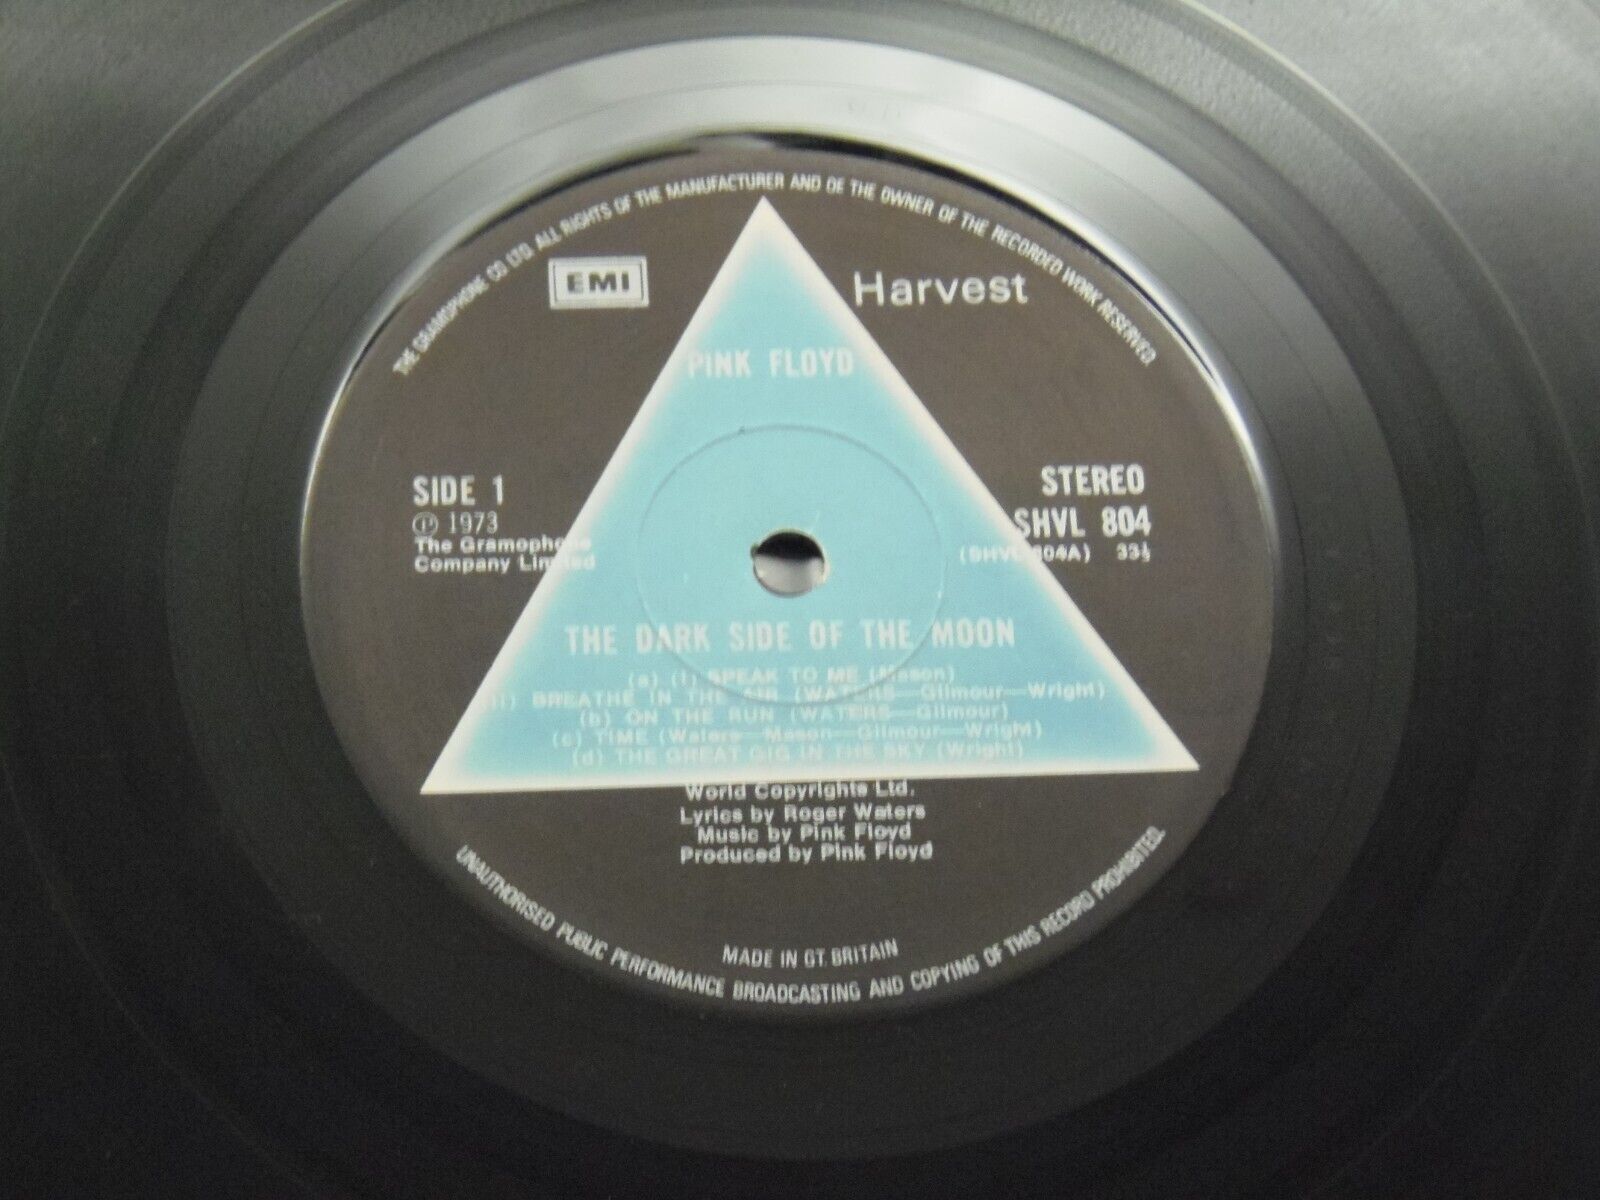 THE GRAMOPHONE CO LTD. ALL RIGHTS OF THE MANUFACTURER AND OF THE OWNER OF THE RECORDED WORK RESERVED.
EMI
Harvest
PINK FLOYD
SIDE 1
STEREO
Ⓟ 1973
SHVL 804
The Gramophone
Company Limited
(SHVL 804A) 33⅓
THE DARK SIDE OF THE MOON
(a) (i) SPEAK TO ME (Mason)
(ii) BREATHE IN THE AIR (WATERS—Gilmour—Wright)
(b) ON THE RUN (WATERS—Gilmour)
(c) TIME (Waters—Mason—Gilmour—Wright)
(d) THE GREAT GIG IN THE SKY (Wright)
World Copyrights Ltd.
Lyrics by Roger Waters
Music by Pink Floyd
Produced by Pink Floyd
MADE IN GT. BRITAIN
UNAUTHORISED PUBLIC PERFORMANCE BROADCASTING AND COPYING OF THIS RECORD PROHIBITED.